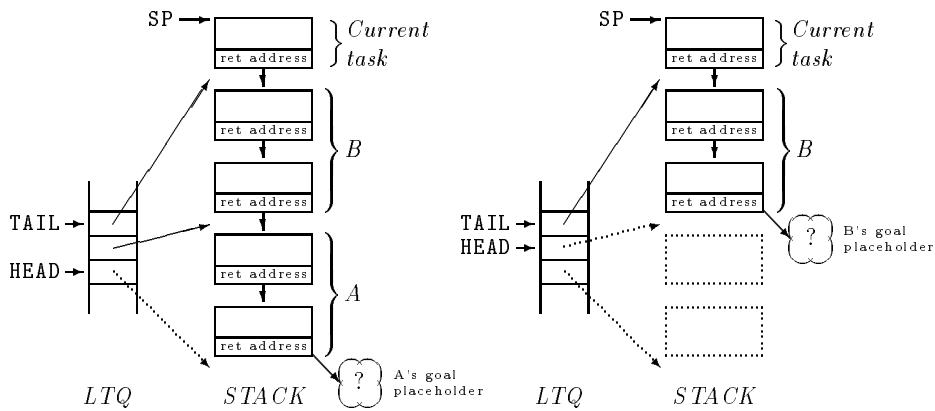 SP
Current
task
ret address
ret address
B
ret address
TAIL
HEAD
ret address
A
ret address
?
A's goal
placeholder
LTQ
STACK
SP
Current
task
ret address
ret address
B
ret address
TAIL
HEAD
?
B's goal
placeholder
LTQ
STACK